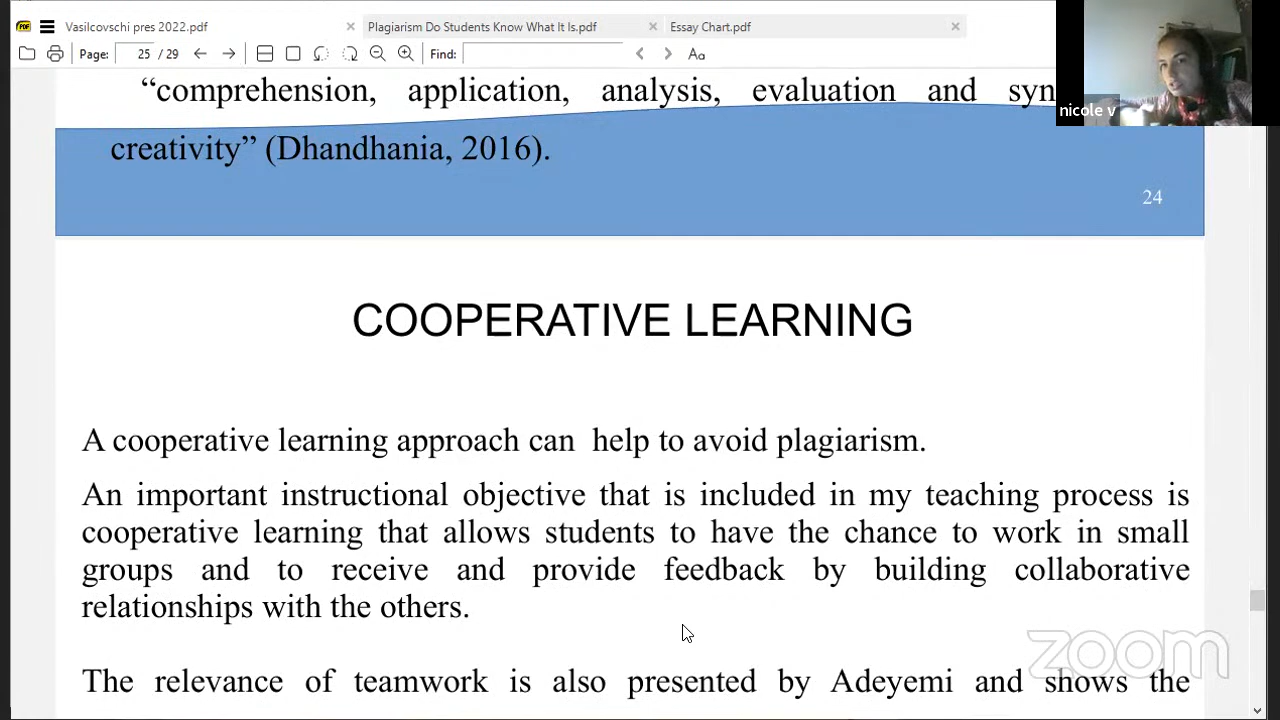 Vasilcovschi pres 2022.pdf
Plagiarism Do Students Know What It Is.pdf
Essay Chart.pdf
Page: 25 / 29
Find:
Aa
nicole v
“comprehension, application, analysis, evaluation and
creativity” (Dhandhania, 2016).
24
COOPERATIVE LEARNING
A cooperative learning approach can help to avoid plagiarism.
An important instructional objective that is included in my teaching process is
cooperative learning that allows students to have the chance to work in small
groups and to receive and provide feedback by building collaborative
relationships with the others.
The relevance of teamwork is also presented by Adeyemi and shows the
zoom